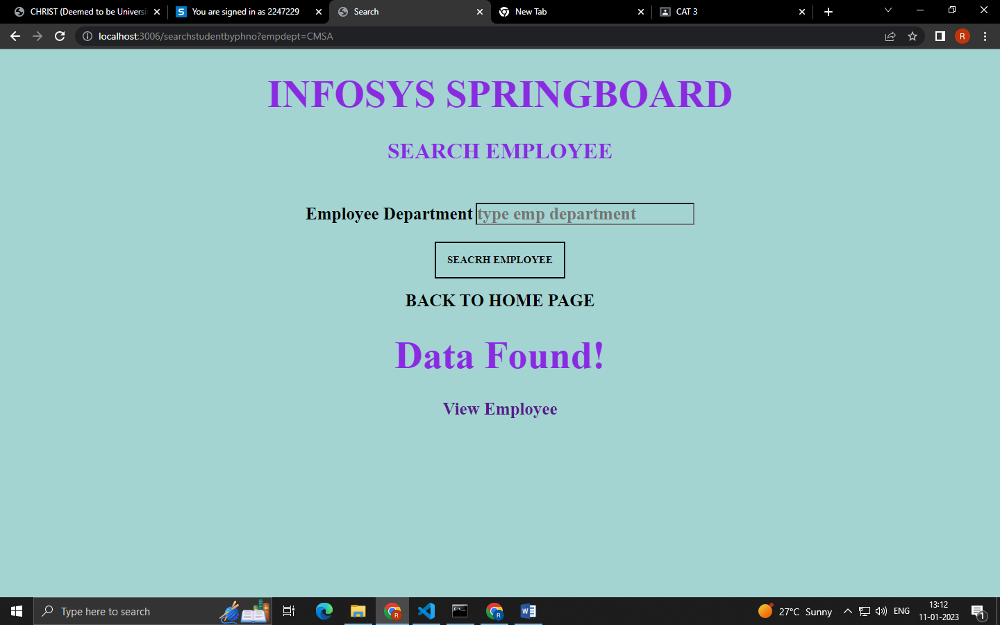 CHRIST (Deemed to be Universi
You are signed in as 2247229
Search
New Tab
CAT 3
localhost:3006/searchstudentbyphno?empdept=CMSA
R
INFOSYS SPRINGBOARD
SEARCH EMPLOYEE
Employee Department type emp department
SEACRH EMPLOYEE
BACK TO HOME PAGE
Data Found!
View Employee
Type here to search
27°C Sunny
ENG
13:12
11-01-2023
1